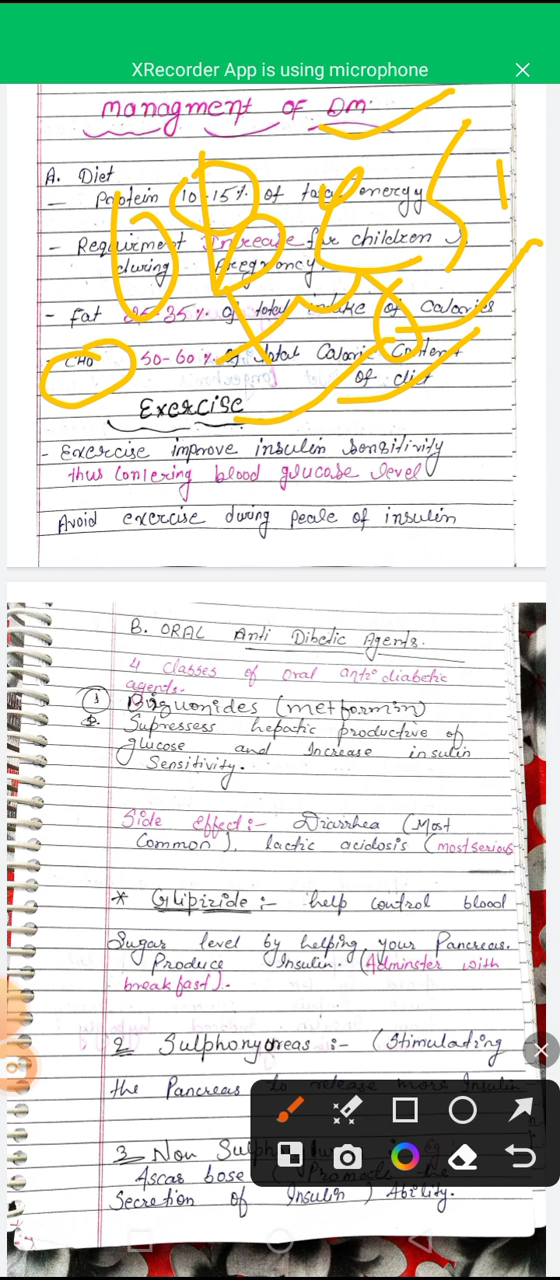 XRecorder App is using microphone
Managment of DM.
A. Diet
- Protein 10-15% of total energy
- Requirment Increase for children &
during pregnancy.
- Fat 25-35% of total intake of Calories
- CHO 50-60% of total Caloric Content
of diet
Exercise
- Exercise improve insulin sensitivity
thus lowering blood glucose level
Avoid exercise during peak of insulin
B. ORAL Anti Dibetic Agents.
4 classes of oral anti diabetic
agents.
1 Biguonides (metformin)
Supressess hepatic productive of
glucose and Increase insulin
Sensitivity.
Side effect :- Diarrhea (Most
Common), lactic acidosis (most serious
* Glipizide :- help control blood
Sugar level by helping your Pancreas.
Produce Insulin. (Adminster with
breakfast).
2 Sulphonyureas :- (Stimulating
the Pancreas to release more Insulin
3 Non Sulph
Ascar bose (Promote the
Secretion of Insulin) Ability.